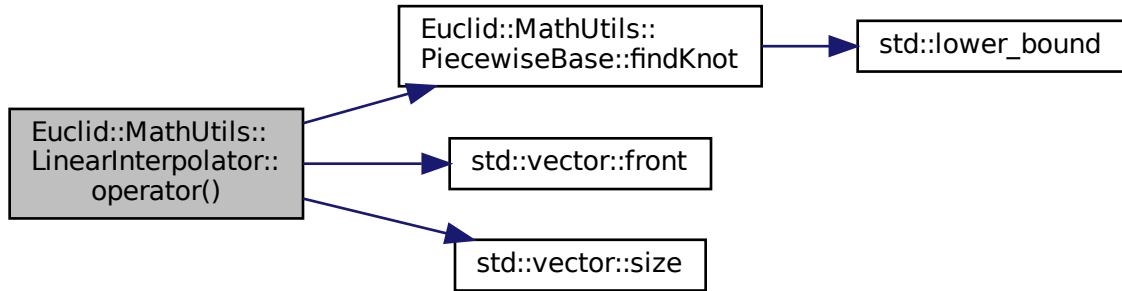 Euclid::MathUtils::
LinearInterpolator::
operator()
Euclid::MathUtils::
PiecewiseBase::findKnot
std::lower_bound
std::vector::front
std::vector::size